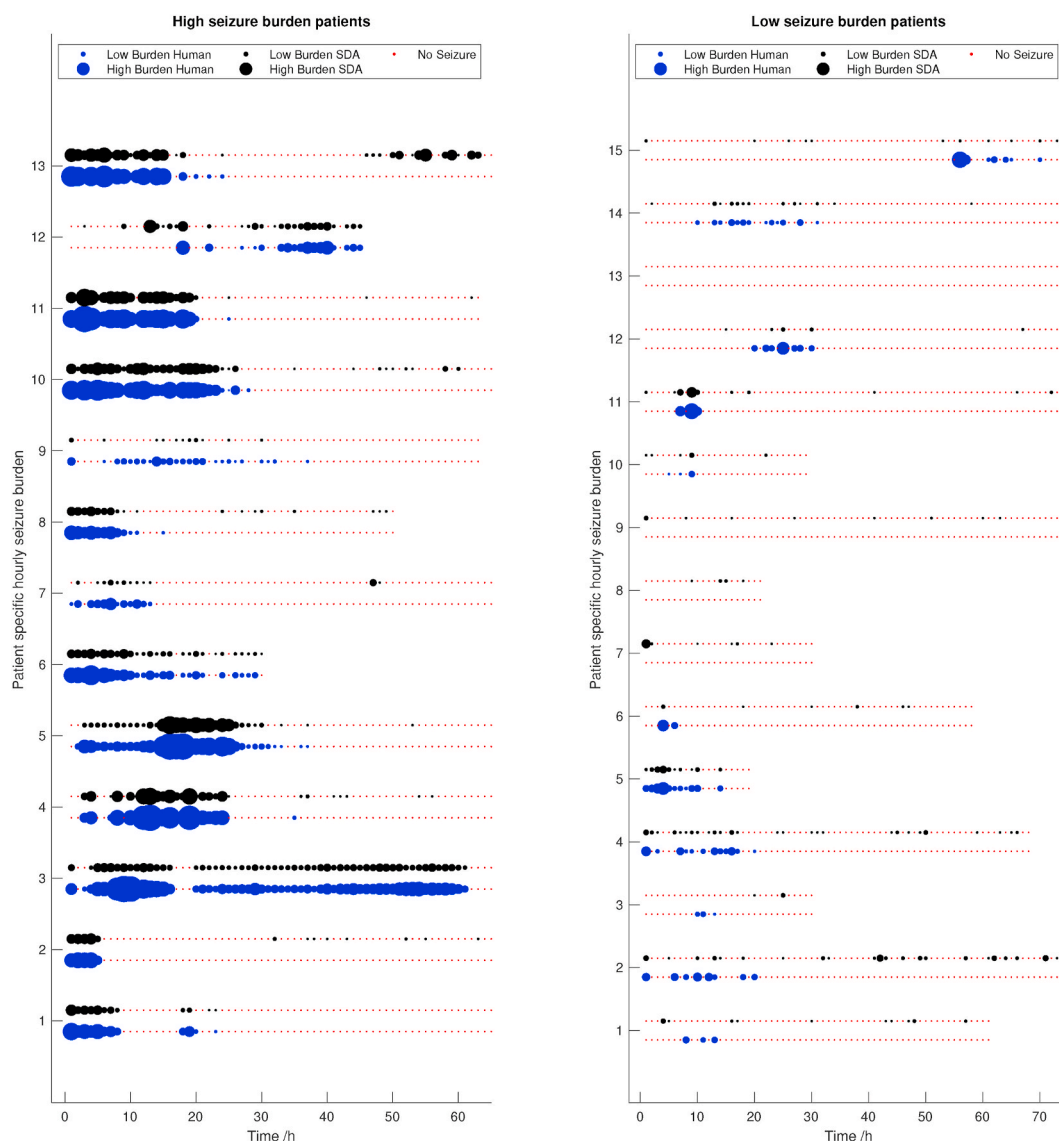 High seizure burden patients
Low Burden Human
Low Burden SDA
No Seizure
High Burden Human
High Burden SDA
Patient specific hourly seizure burden
13
12
11
10
9
8
7
6
5
4
3
2
1
0 10 20 30 40 50 60
Time /h
Low seizure burden patients
Low Burden Human
Low Burden SDA
No Seizure
High Burden Human
High Burden SDA
Patient specific hourly seizure burden
15
14
13
12
11
10
9
8
7
6
5
4
3
2
1
0 10 20 30 40 50 60 70
Time /h